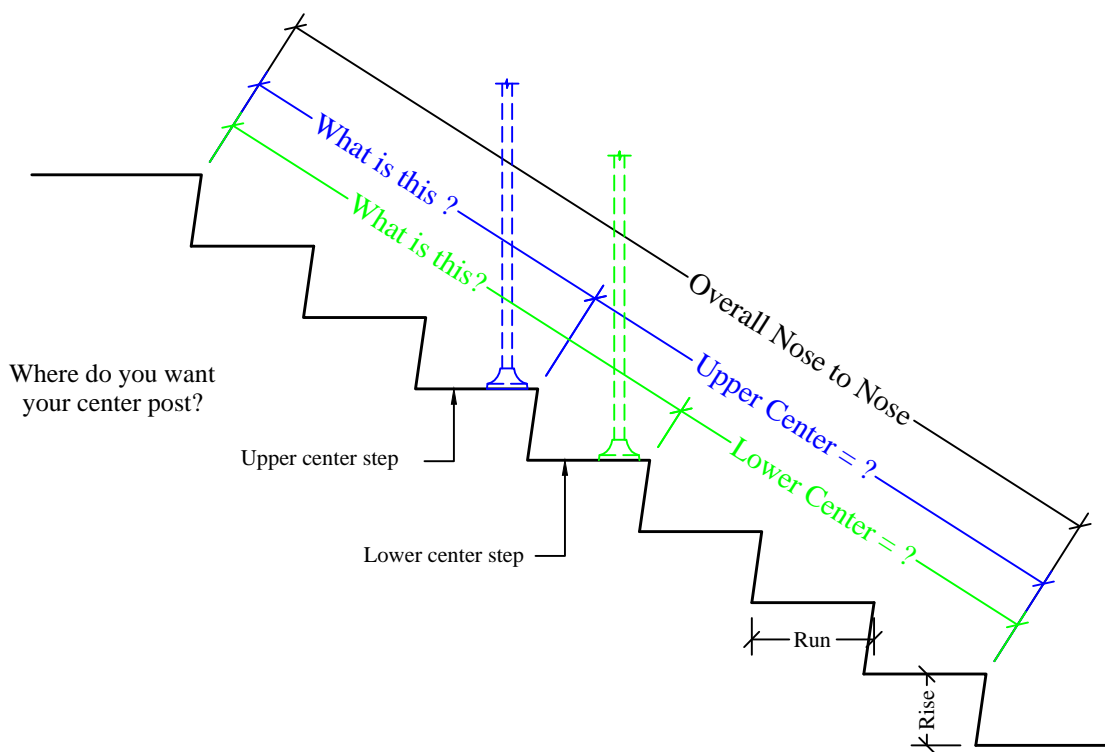 What is this ?
What is this?
Overall Nose to Nose
Upper Center = ?
Lower Center = ?
Where do you want
your center post?
Upper center step
Lower center step
Run
Rise